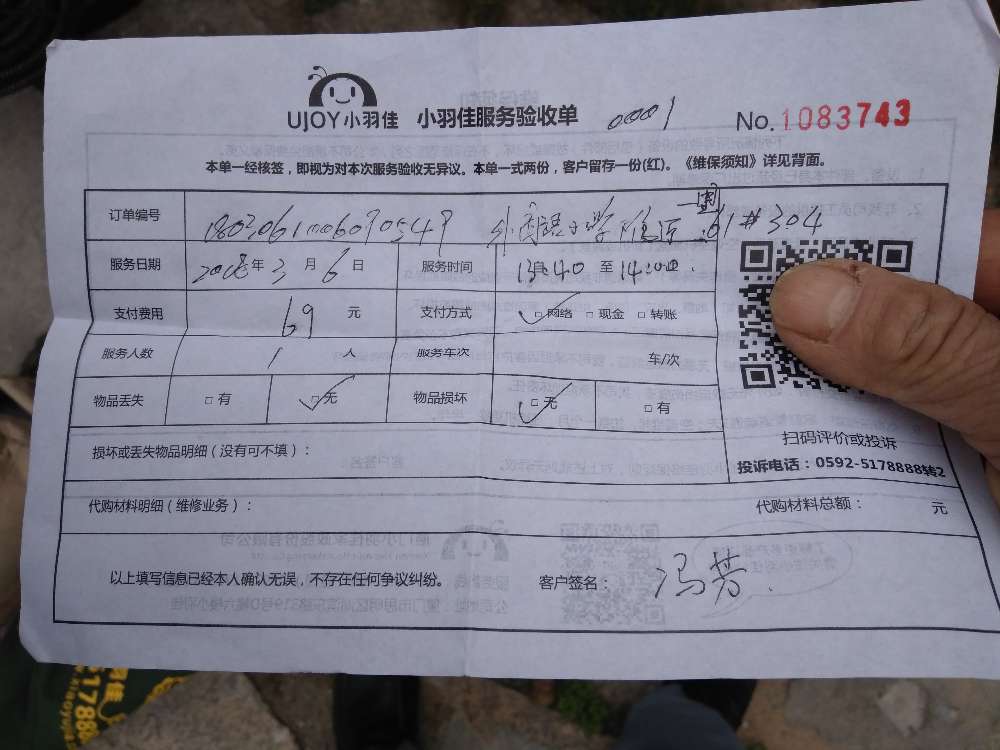 UJOY小羽佳 小羽佳服务验收单 0001 No.1083743
本单一经核签,即视为对本次服务验收无异议。本单一式两份,客户留存一份(红)。《维保须知》详见背面。
订单编号 外 小学 #304
服务日期 2018年3月6日 服务时间 13:40 至 14:
支付费用 69 元 支付方式 □网络 □现金 □转账
服务人数 1 人 服务车次 车/次
物品丢失 □有 □无 物品损坏 □无 □有
扫码评价或投诉
损坏或丢失物品明细(没有可不填):
投诉电话:0592-5178888转2
代购材料明细(维修业务): 代购材料总额: 元
以上填写信息已经本人确认无误,不存在任何争议纠纷。 客户签名: 冯芳